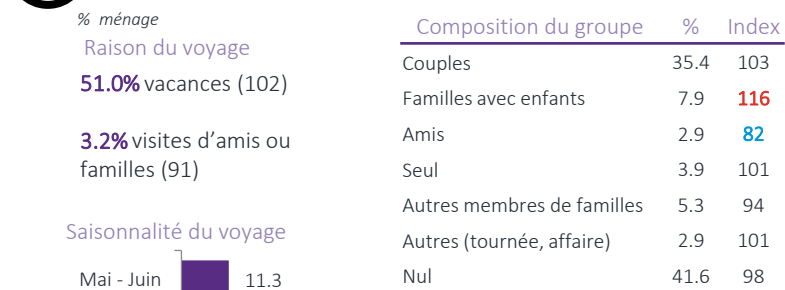 % ménage
Raison du voyage
51.0% vacances (102)
3.2% visites d'amis ou
familles (91)
Saisonnalité du voyage
Mai - Juin 11.3
Composition du groupe % Index
Couples 35.4 103
Familles avec enfants 7.9 116
Amis 2.9 82
Seul 3.9 101
Autres membres de familles 5.3 94
Autres (tournée, affaire) 2.9 101
Nul 41.6 98